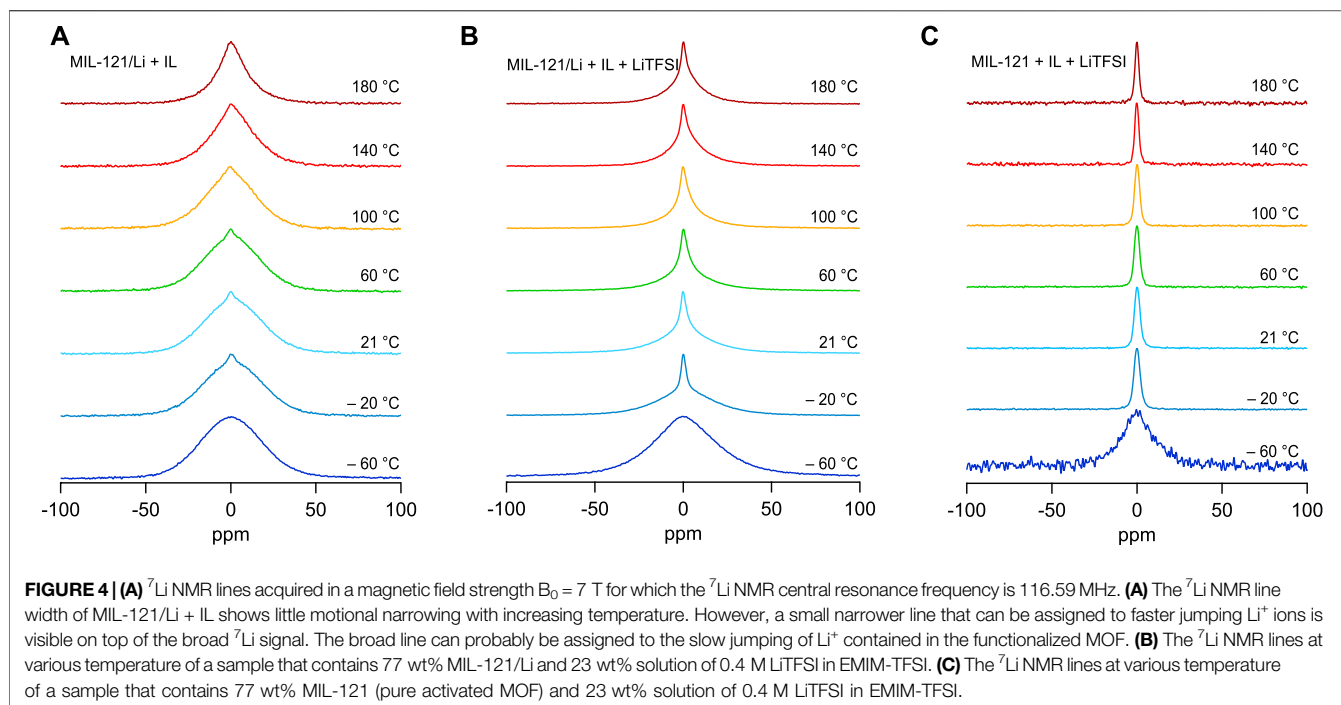 A
MIL-121/Li + IL
180 °C
140 °C
100 °C
60 °C
21 °C
– 20 °C
– 60 °C
-100 -50 0 50 100
ppm
B
MIL-121/Li + IL + LiTFSI
180 °C
140 °C
100 °C
60 °C
21 °C
– 20 °C
– 60 °C
-100 -50 0 50 100
ppm
C
MIL-121 + IL + LiTFSI
180 °C
140 °C
100 °C
60 °C
21 °C
– 20 °C
– 60 °C
-100 -50 0 50 100
ppm
FIGURE 4 | (A) ⁷Li NMR lines acquired in a magnetic field strength B₀ = 7 T for which the ⁷Li NMR central resonance frequency is 116.59 MHz. (A) The ⁷Li NMR line
width of MIL-121/Li + IL shows little motional narrowing with increasing temperature. However, a small narrower line that can be assigned to faster jumping Li⁺ ions is
visible on top of the broad ⁷Li signal. The broad line can probably be assigned to the slow jumping of Li⁺ contained in the functionalized MOF. (B) The ⁷Li NMR lines at
various temperature of a sample that contains 77 wt% MIL-121/Li and 23 wt% solution of 0.4 M LiTFSI in EMIM-TFSI. (C) The ⁷Li NMR lines at various temperature
of a sample that contains 77 wt% MIL-121 (pure activated MOF) and 23 wt% solution of 0.4 M LiTFSI in EMIM-TFSI.